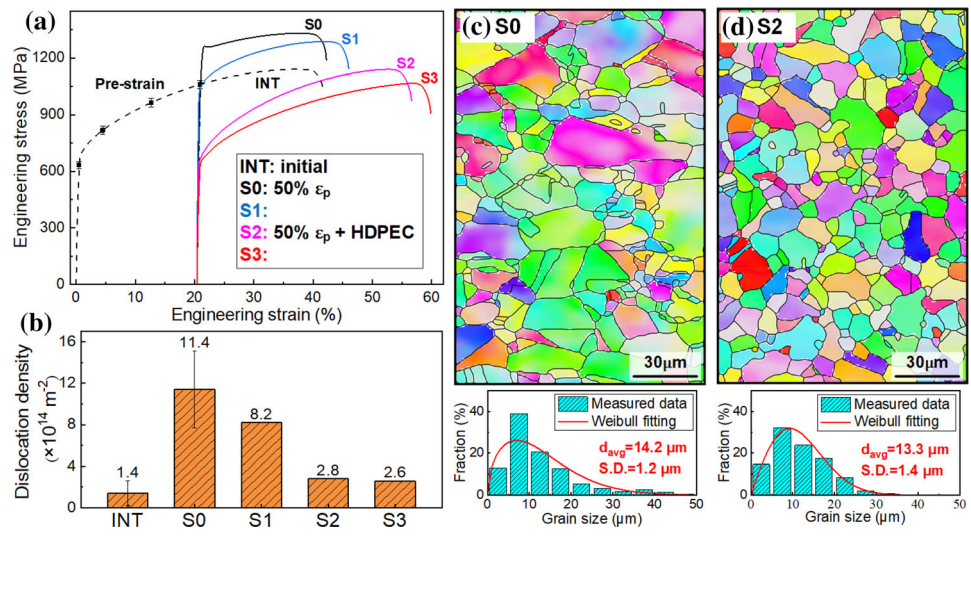 (a)
Engineering stress (MPa)
1200
900
600
300
0
S0
S1
S2
S3
Pre-strain
INT
INT: initial
S0: 50% εp
S1:
S2: 50% εp + HDPEC
S3:
0 10 20 30 40 50 60
Engineering strain (%)
(b)
Dislocation density
(×10¹⁴ m⁻²)
16
12
8
4
0
1.4
11.4
8.2
2.8
2.6
INT S0 S1 S2 S3
(c) S0
30μm
Fraction (%)
40
20
0
Measured data
Weibull fitting
davg=14.2 μm
S.D.=1.2 μm
0 10 20 30 40 50
Grain size (μm)
(d) S2
30μm
Fraction (%)
40
20
0
Measured data
Weibull fitting
davg=13.3 μm
S.D.=1.4 μm
0 10 20 30 40 50
Grain size (μm)